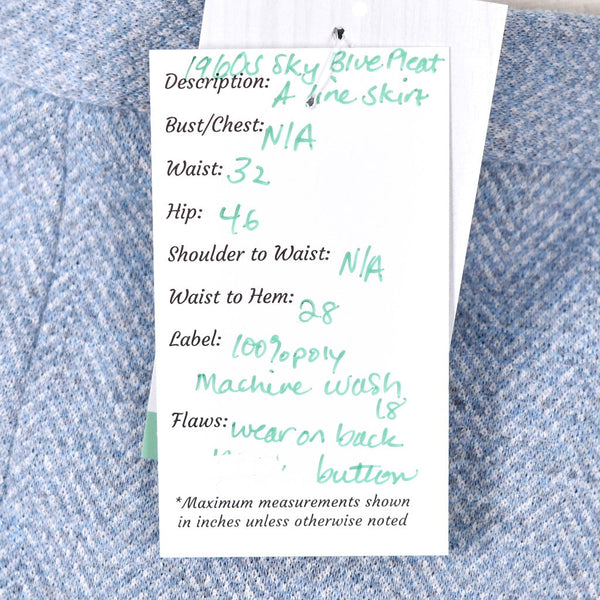 1960s Sky Blue Pleat
Description: A line skirt
Bust/Chest: N/A
Waist: 32
Hip: 46
Shoulder to Waist: N/A
Waist to Hem: 28
Label: 100% poly
Machine wash
18
Flaws: wear on back
button
*Maximum measurements shown
in inches unless otherwise noted